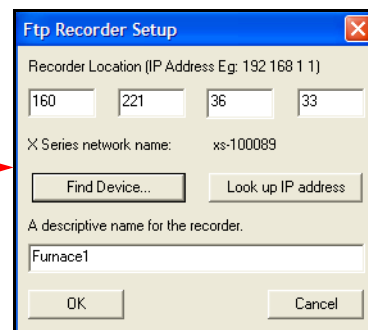 Ftp Recorder Setup
Recorder Location (IP Address Eg: 192 168 1 1)
160 221 36 33
X Series network name: xs-100089
Find Device... Look up IP address
A descriptive name for the recorder.
Furnace1
OK Cancel